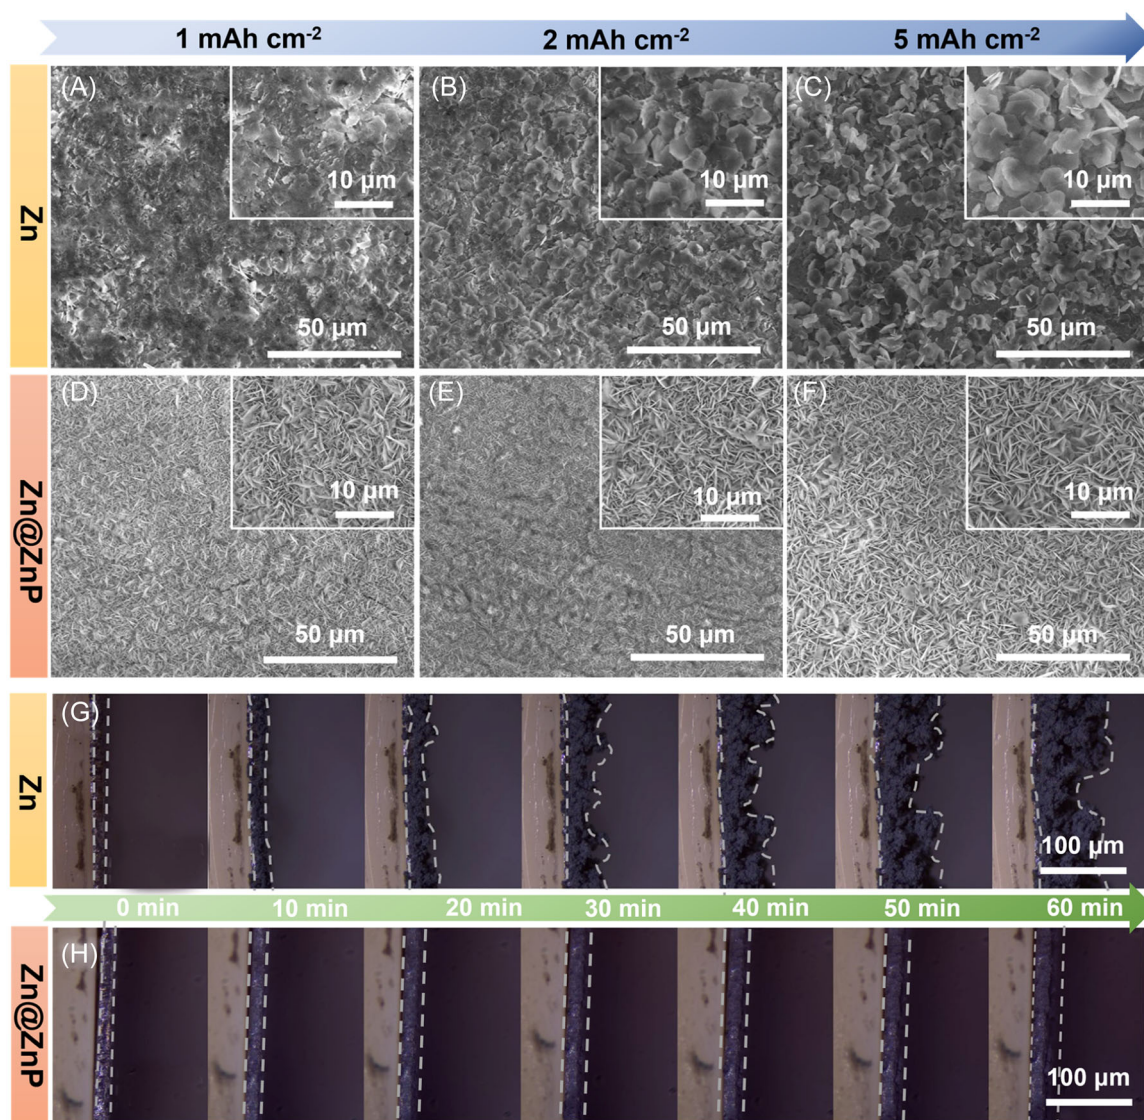 1 mAh cm⁻² 2 mAh cm⁻² 5 mAh cm⁻²
Zn
(A) 10 µm 50 µm
(B) 10 µm 50 µm
(C) 10 µm 50 µm
Zn@ZnP
(D) 10 µm 50 µm
(E) 10 µm 50 µm
(F) 10 µm 50 µm
Zn
(G) 100 µm
0 min 10 min 20 min 30 min 40 min 50 min 60 min
Zn@ZnP
(H) 100 µm